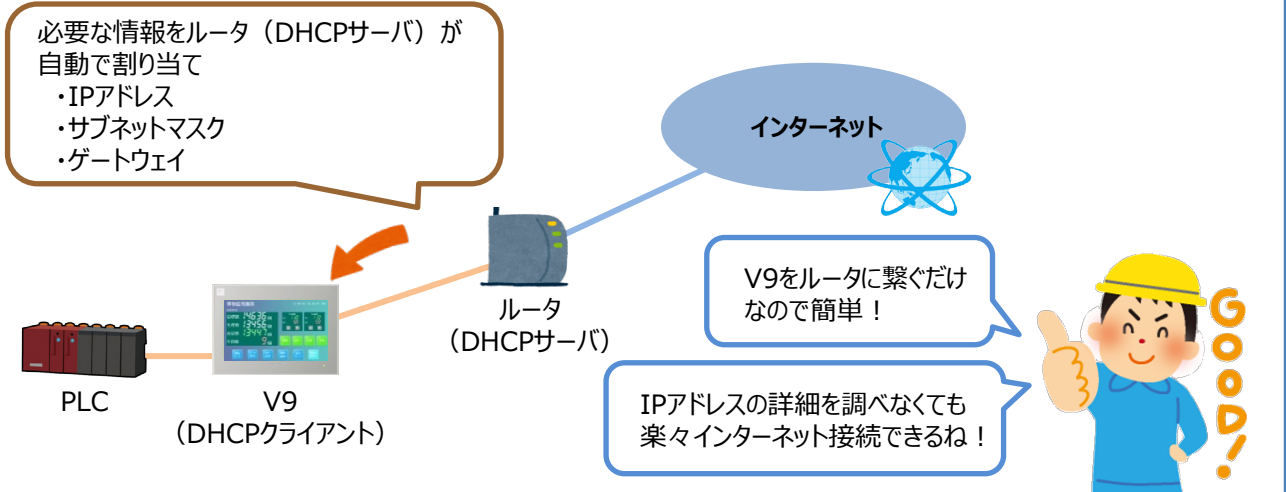 必要な情報をルータ（DHCPサーバ）が
自動で割り当て
・IPアドレス
・サブネットマスク
・ゲートウェイ
インターネット
V9をルータに繋ぐだけ
なので簡単！
ルータ
（DHCPサーバ）
PLC
V9
（DHCPクライアント）
IPアドレスの詳細を調べなくても
楽々インターネット接続できるね！
GOOD!